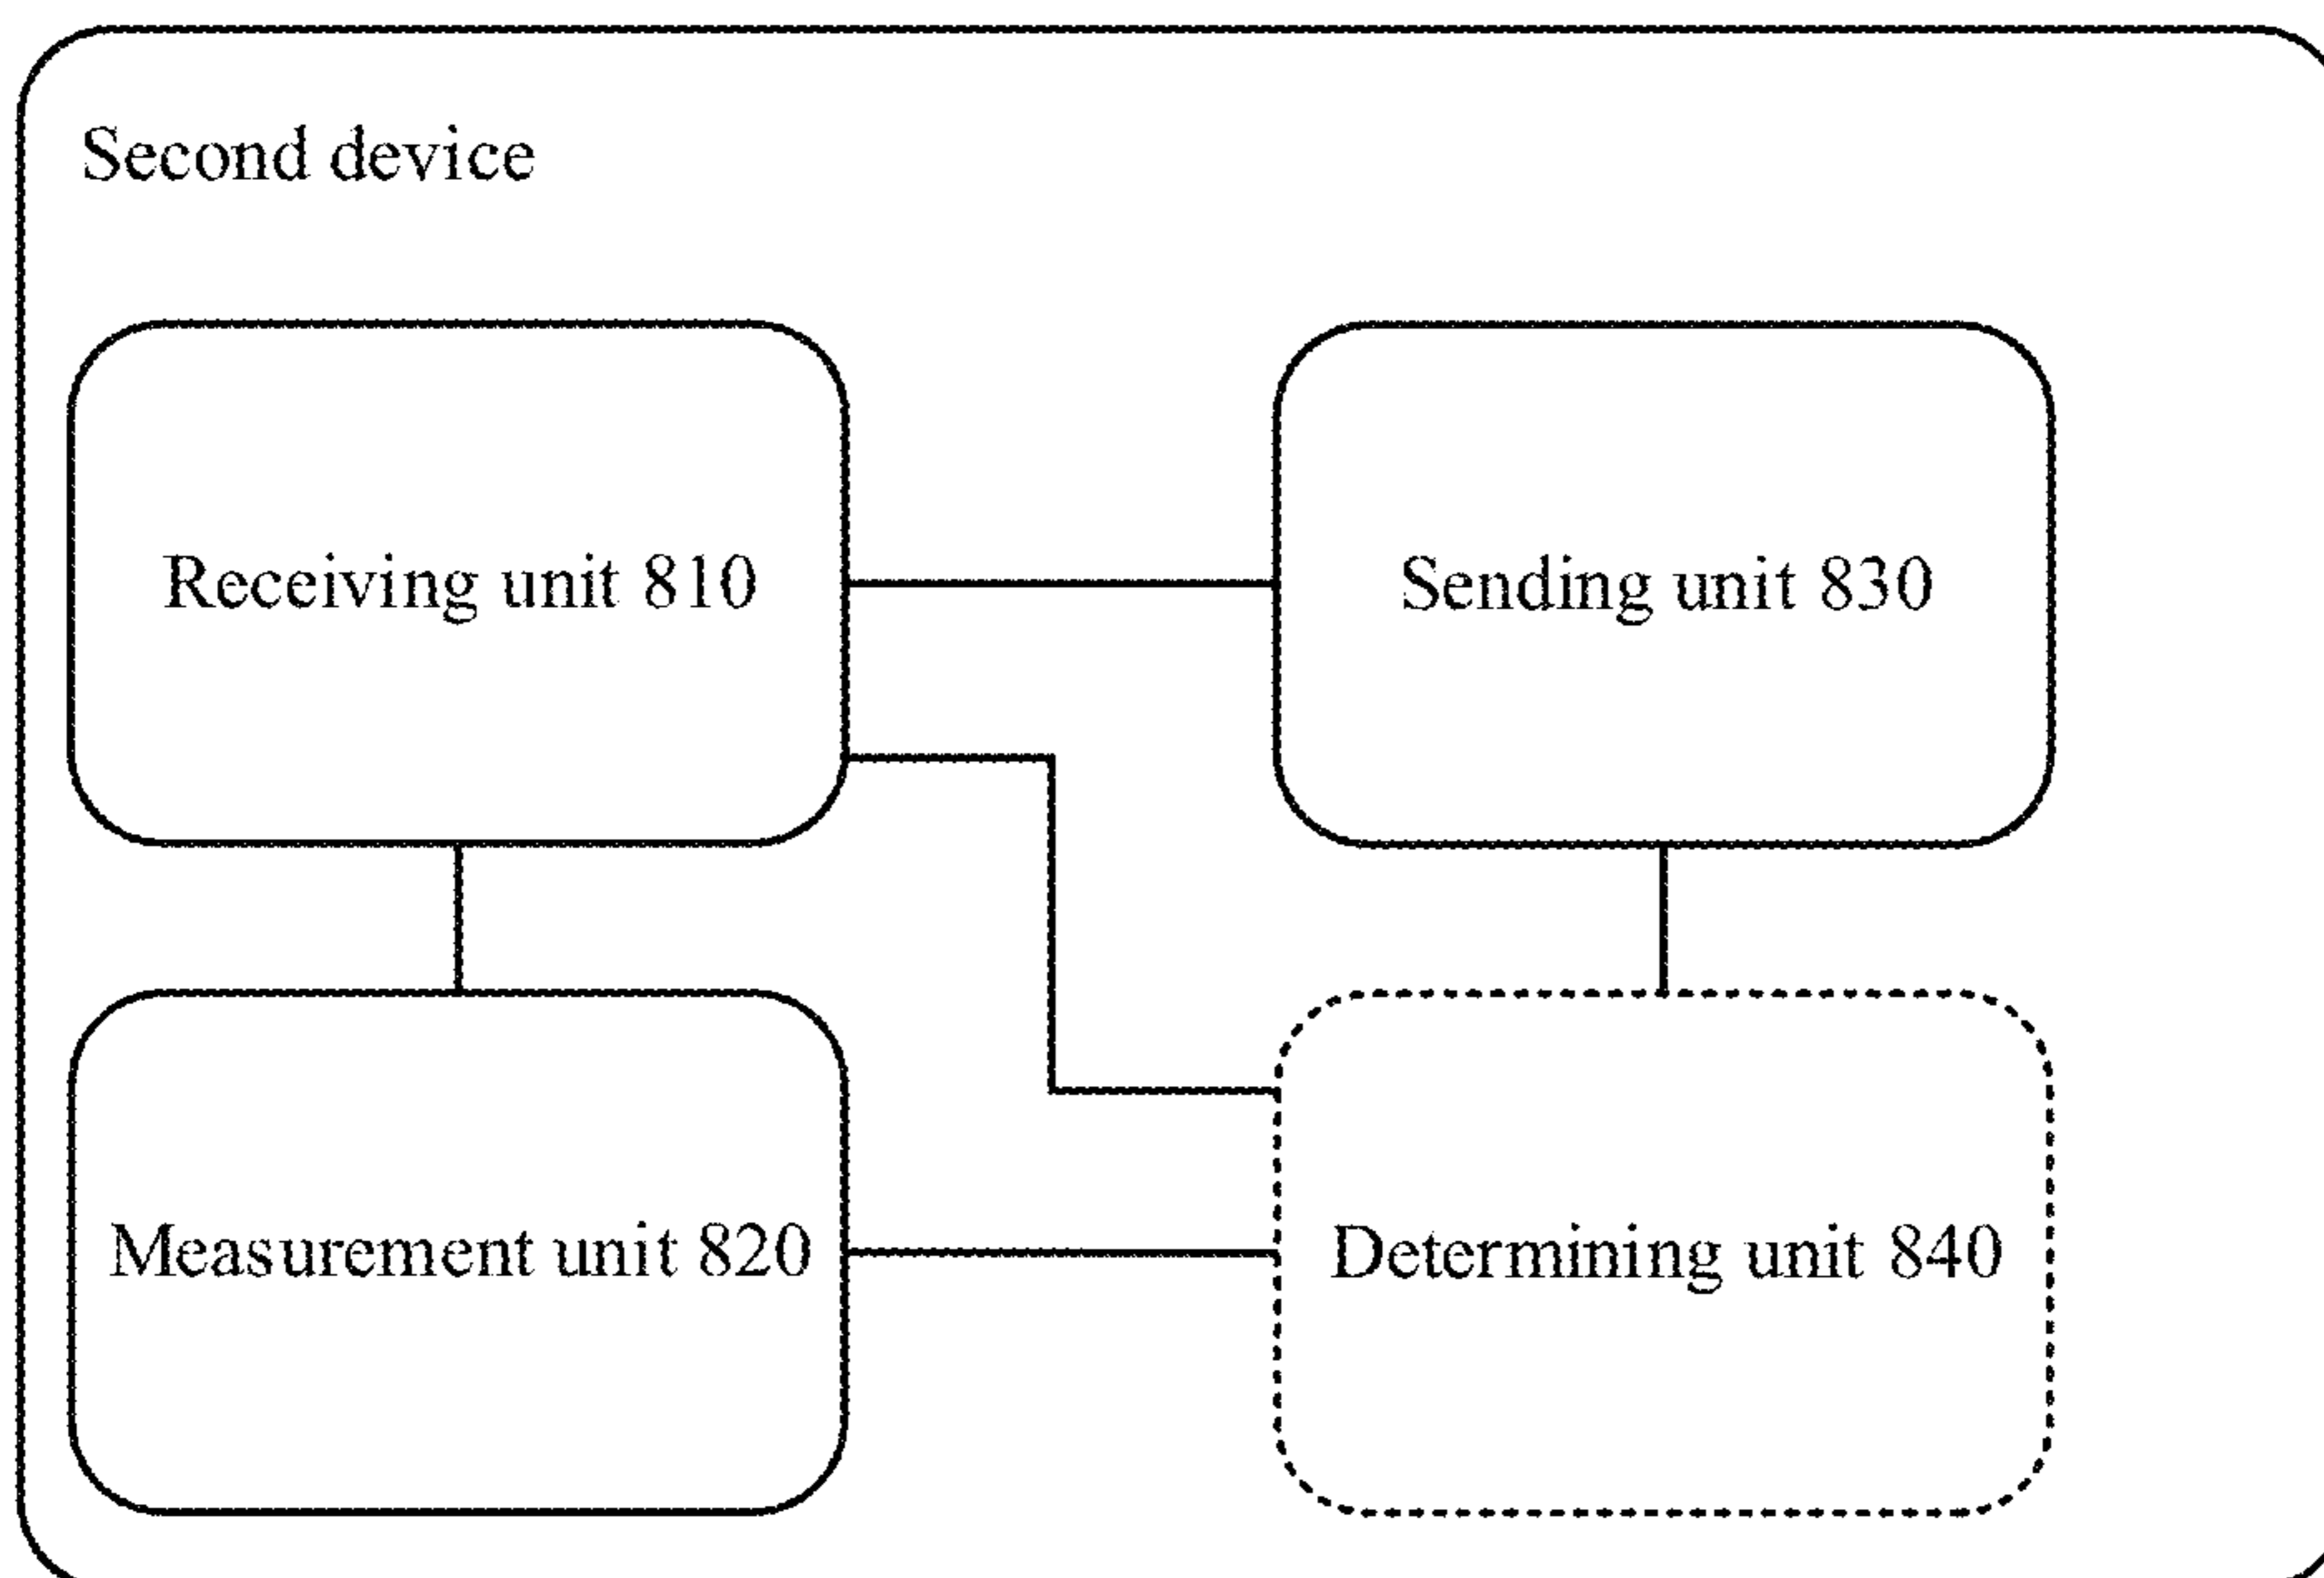 Second device
Receiving unit 810
Sending unit 830
Measurement unit 820
Determining unit 840